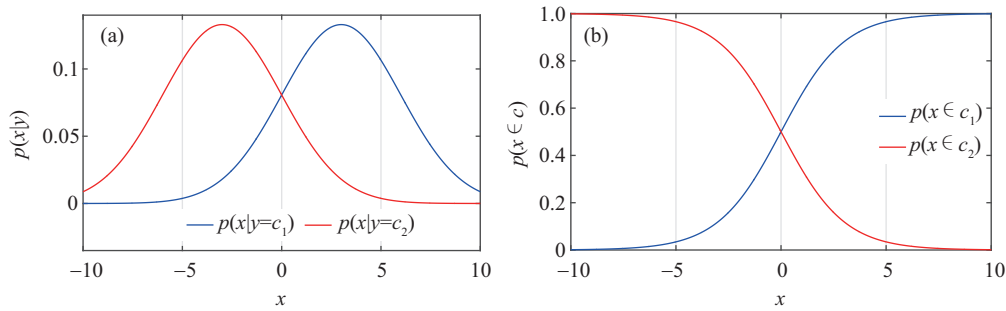 (a)
0.1
0.05
0
p(x|y)
p(x|y=c₁) p(x|y=c₂)
−10 −5 0 5 10
x
(b)
1.0
0.8
0.6
0.4
0.2
0
p(x ∈ c)
p(x ∈ c₁)
p(x ∈ c₂)
−10 −5 0 5 10
x